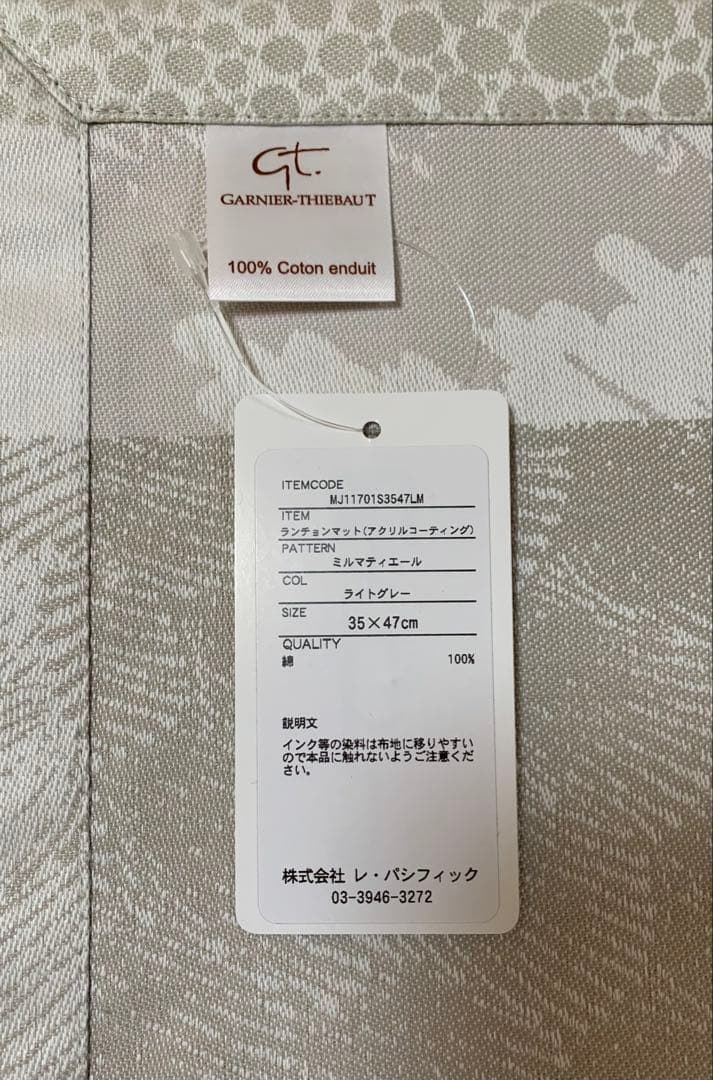 Gt.
GARNIER-THIEBAUT
100% Coton enduit
ITEMCODE
MJ11701S3547LM
ITEM
ランチョンマット(アクリルコーティング)
PATTERN
ミルマティエール
COL
ライトグレー
SIZE
35×47cm
QUALITY
綿 100%
説明文
インク等の染料は布地に移りやすい
ので本品に触れないようご注意くだ
さい。
株式会社 レ・パシフィック
03-3946-3272